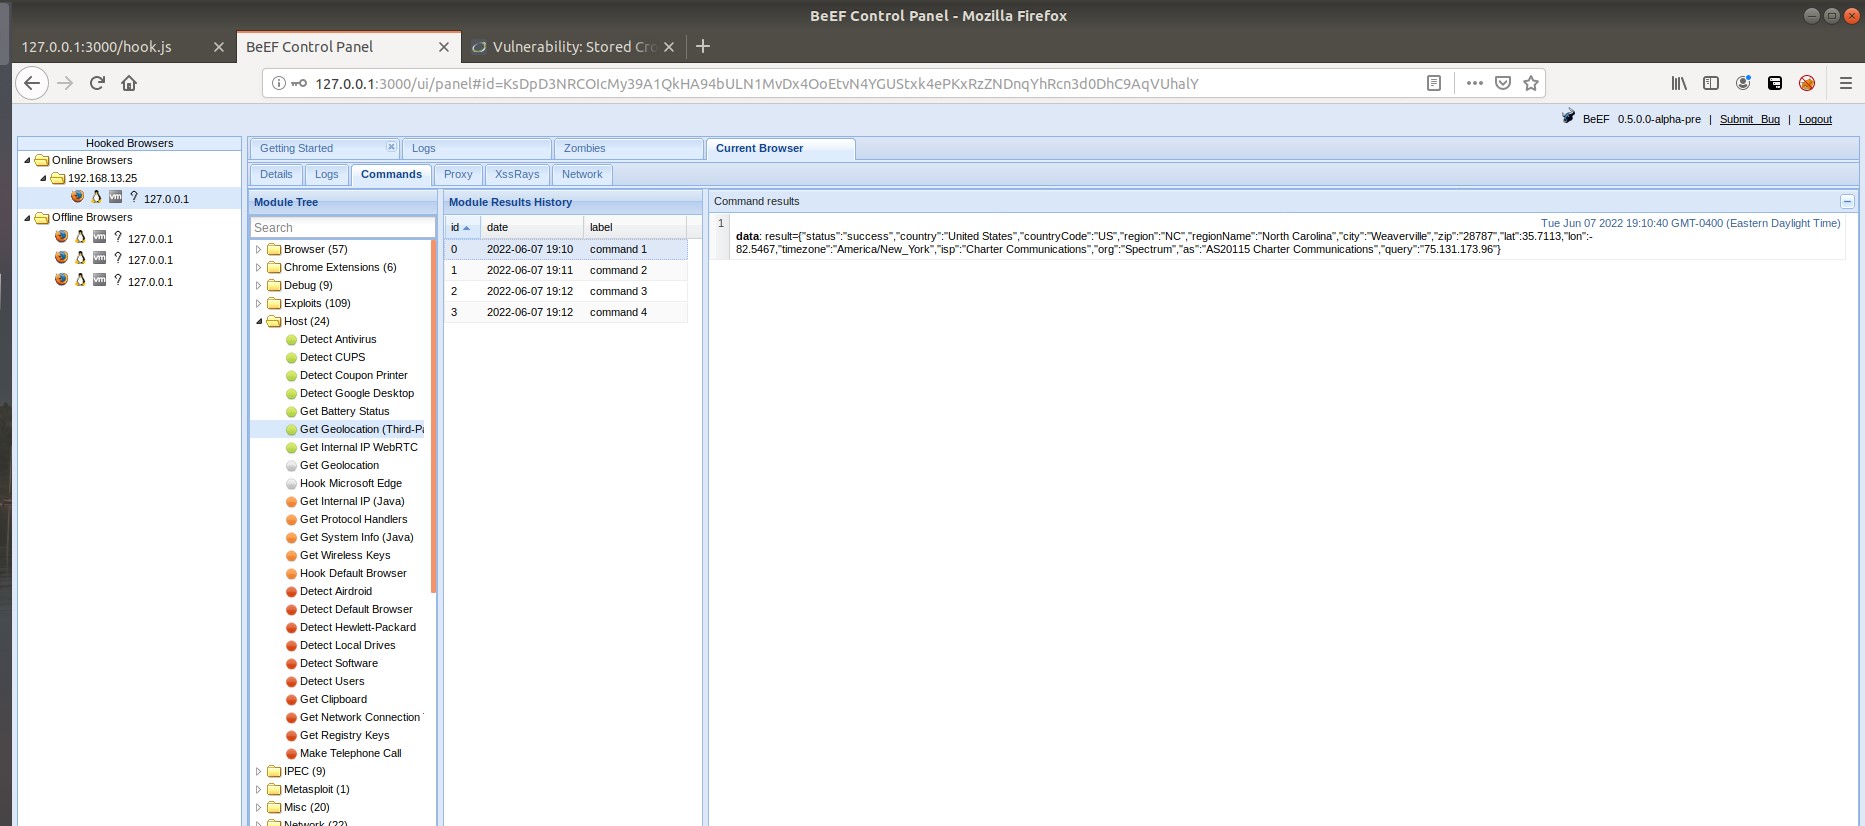 BeEF Control Panel - Mozilla Firefox
127.0.0.1:3000/hook.js
BeEF Control Panel
Vulnerability: Stored Cro
127.0.0.1:3000/ui/panel#id=KsDpD3NRCOIcMy39A1QkHA94bULN1MvDx4OoEtvN4YGUStxk4ePKxRzZNDnqYhRcn3d0DhC9AqVUhalY
BeEF 0.5.0.0-alpha-pre | Submit Bug | Logout
Hooked Browsers
Online Browsers
192.168.13.25
127.0.0.1
Offline Browsers
127.0.0.1
127.0.0.1
127.0.0.1
Getting Started
Logs
Zombies
Current Browser
Details
Logs
Commands
Proxy
XssRays
Network
Module Tree
Search
Browser (57)
Chrome Extensions (6)
Debug (9)
Exploits (109)
Host (24)
Detect Antivirus
Detect CUPS
Detect Coupon Printer
Detect Google Desktop
Get Battery Status
Get Geolocation (Third-Pa
Get Internal IP WebRTC
Get Geolocation
Hook Microsoft Edge
Get Internal IP (Java)
Get Protocol Handlers
Get System Info (Java)
Get Wireless Keys
Hook Default Browser
Detect Airdroid
Detect Default Browser
Detect Hewlett-Packard
Detect Local Drives
Detect Software
Detect Users
Get Clipboard
Get Network Connection
Get Registry Keys
Make Telephone Call
IPEC (9)
Metasploit (1)
Misc (20)
Network (22)
Module Results History
id date label
0 2022-06-07 19:10 command 1
1 2022-06-07 19:11 command 2
2 2022-06-07 19:12 command 3
3 2022-06-07 19:12 command 4
Command results
1
Tue Jun 07 2022 19:10:40 GMT-0400 (Eastern Daylight Time)
data: result={"status":"success","country":"United States","countryCode":"US","region":"NC","regionName":"North Carolina","city":"Weaverville","zip":"28787","lat":35.7113,"lon":-
82.5467,"timezone":"America/New_York","isp":"Charter Communications","org":"Spectrum","as":"AS20115 Charter Communications","query":"75.131.173.96"}